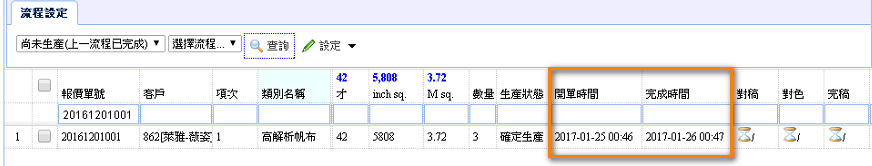 流程設定
尚未生產(上一流程已完成) 選擇流程... 查詢 設定
報價單號 客戶 項次 類別名稱 42 才 5,808 inch sq. 3.72 M sq. 數量 生產狀態 開單時間 完成時間 對稿 對色 完稿
20161201001
1 20161201001 862[萊雅-薇姿] 1 高解析帆布 42 5808 3.72 3 確定生產 2017-01-25 00:46 2017-01-26 00:47 / / /